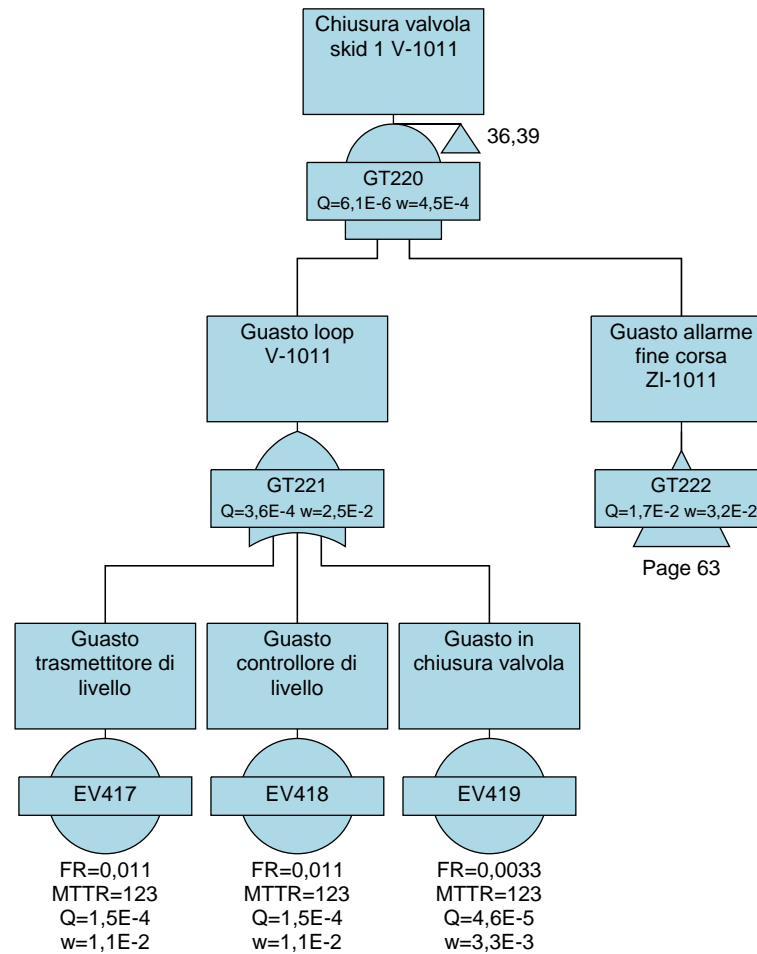 Chiusura valvola
skid 1 V-1011
36,39
GT220
Q=6,1E-6 w=4,5E-4
Guasto loop
V-1011
Guasto allarme
fine corsa
ZI-1011
GT221
Q=3,6E-4 w=2,5E-2
GT222
Q=1,7E-2 w=3,2E-2
Page 63
Guasto
trasmettitore di
livello
Guasto
controllore di
livello
Guasto in
chiusura valvola
EV417
EV418
EV419
FR=0,011
MTTR=123
Q=1,5E-4
w=1,1E-2
FR=0,011
MTTR=123
Q=1,5E-4
w=1,1E-2
FR=0,0033
MTTR=123
Q=4,6E-5
w=3,3E-3